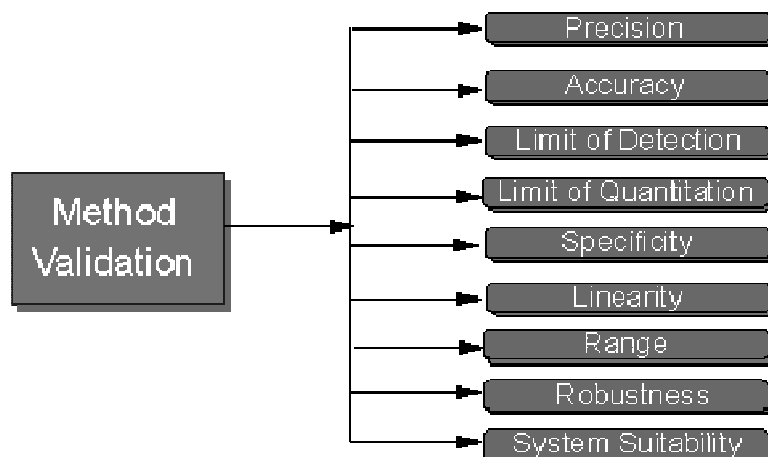 Method
Validation
Precision
Accuracy
Limit of Detection
Limit of Quantitation
Specificity
Linearity
Range
Robustness
System Suitability